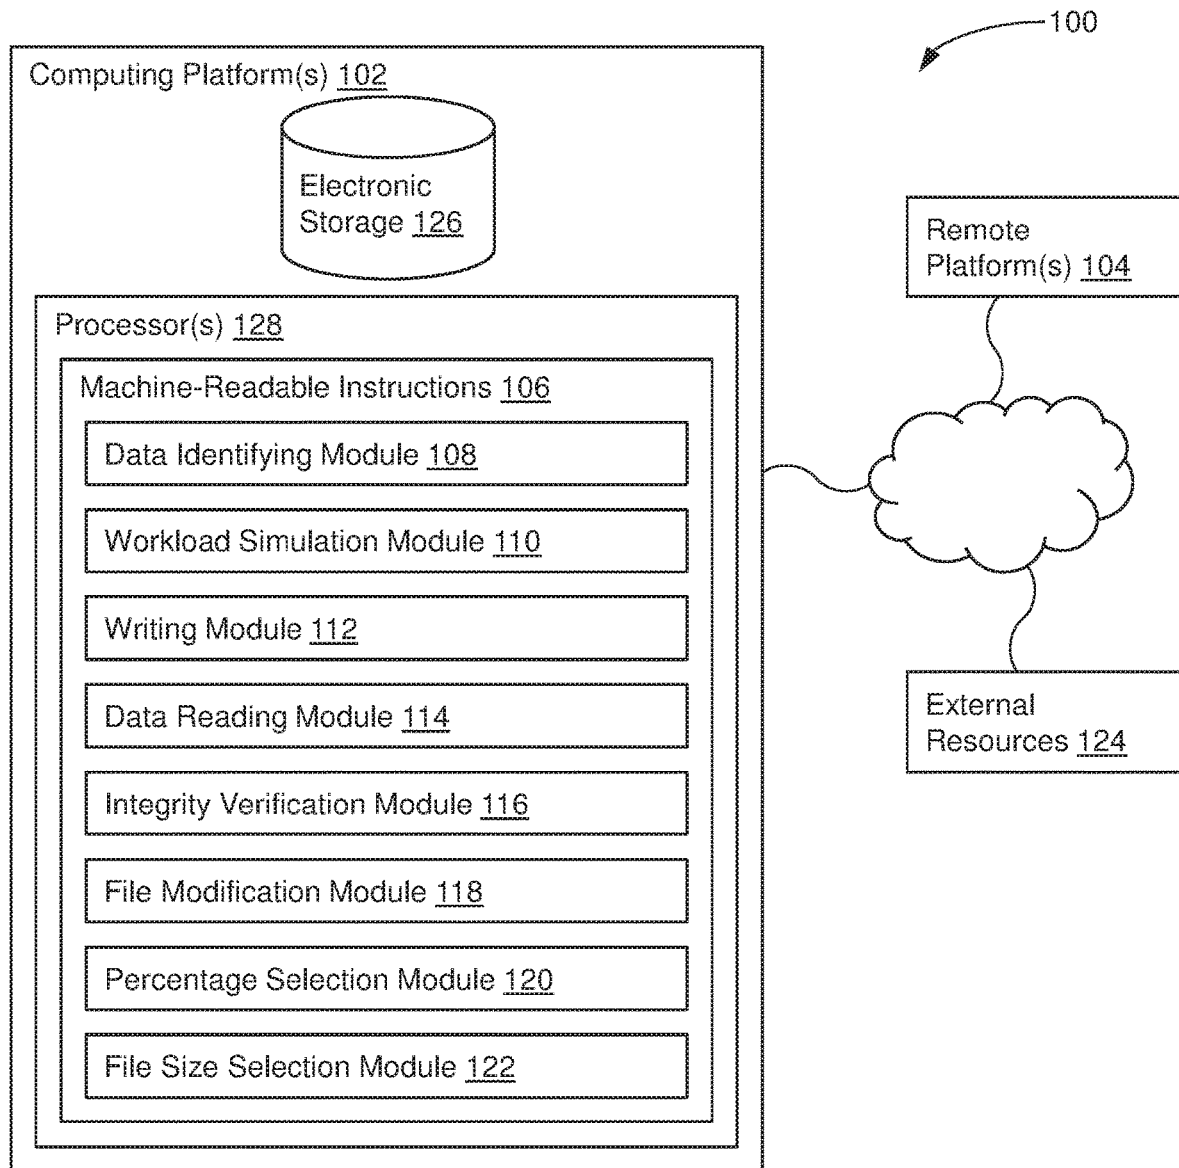 100
Computing Platform(s) 102
Electronic
Storage 126
Remote
Platform(s) 104
Processor(s) 128
Machine-Readable Instructions 106
Data Identifying Module 108
Workload Simulation Module 110
Writing Module 112
Data Reading Module 114
External
Resources 124
Integrity Verification Module 116
File Modification Module 118
Percentage Selection Module 120
File Size Selection Module 122